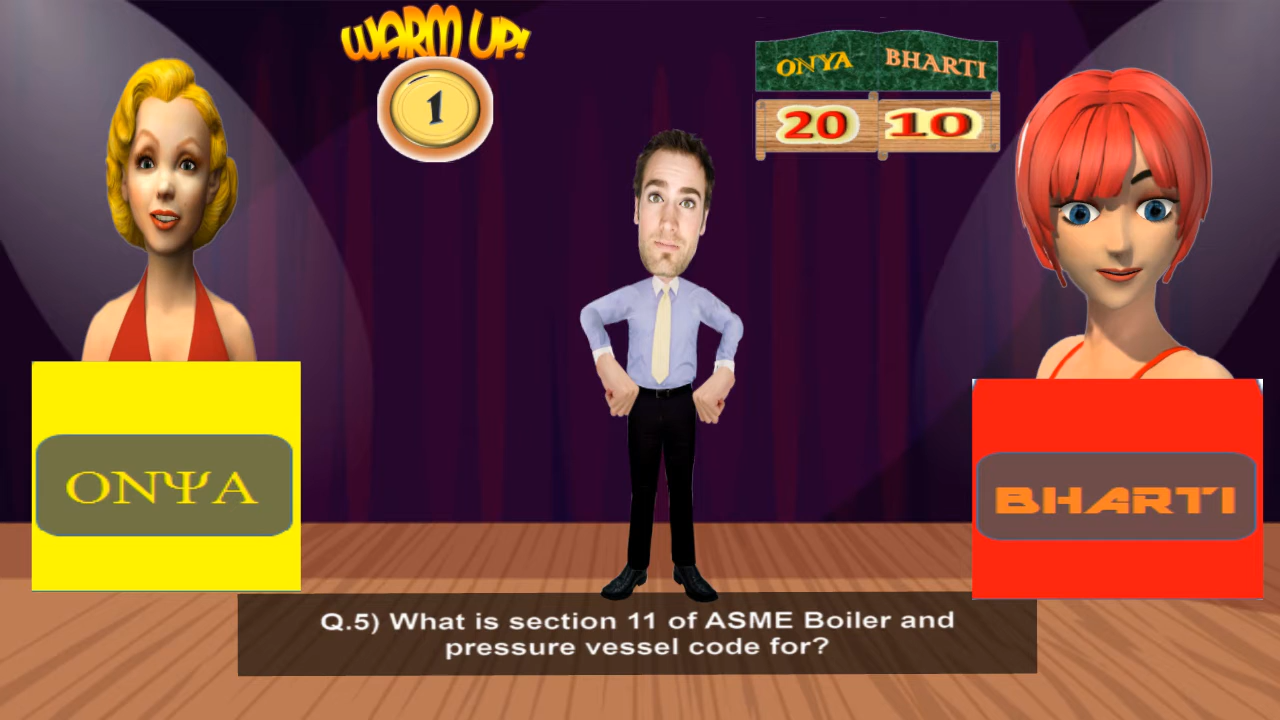 WARM UP!
1
ONYA BHARTI
20 10
ONΨA
BHARTI
Q.5) What is section 11 of ASME Boiler and
pressure vessel code for?